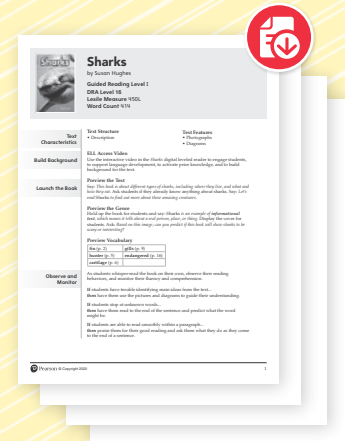 Sharks
Sharks
by Susan Hughes
Guided Reading Level I
DRA Level 16
Lexile Measure 450L
Word Count 414
Text
Characteristics
Text Structure
• Description
Text Features
• Photographs
• Diagrams
Build Background
ELL Access Video
Use the interactive video in the Sharks digital leveled reader to engage students,
to support language development, to activate prior knowledge, and to build
background for the text.
Launch the Book
Preview the Text
Say: This book is about different types of sharks, including where they live, and what and
how they eat. Ask students if they already know anything about sharks. Say: Let's
read Sharks to find out more about these amazing creatures.
Preview the Genre
Hold up the book for students and say: Sharks is an example of informational
text, which means it tells about a real person, place, or thing. Display the cover for
students. Ask: Based on this image, can you predict if this book will show sharks to be
scary or interesting?
Preview Vocabulary
fin (p. 2)
gills (p. 9)
hunter (p. 5)
endangered (p. 16)
cartilage (p. 6)
Observe and
Monitor
As students whisper-read the book on their own, observe their reading
behaviors, and monitor their fluency and comprehension.
If students have trouble identifying main ideas from the text...
then have them use the pictures and diagrams to guide their understanding.
If students stop at unknown words...
then have them read to the end of the sentence and predict what the word
might be.
If students are able to read smoothly within a paragraph...
then praise them for their good reading and ask them what they do as they come
to the end of a sentence.
Pearson © Copyright 2020
1